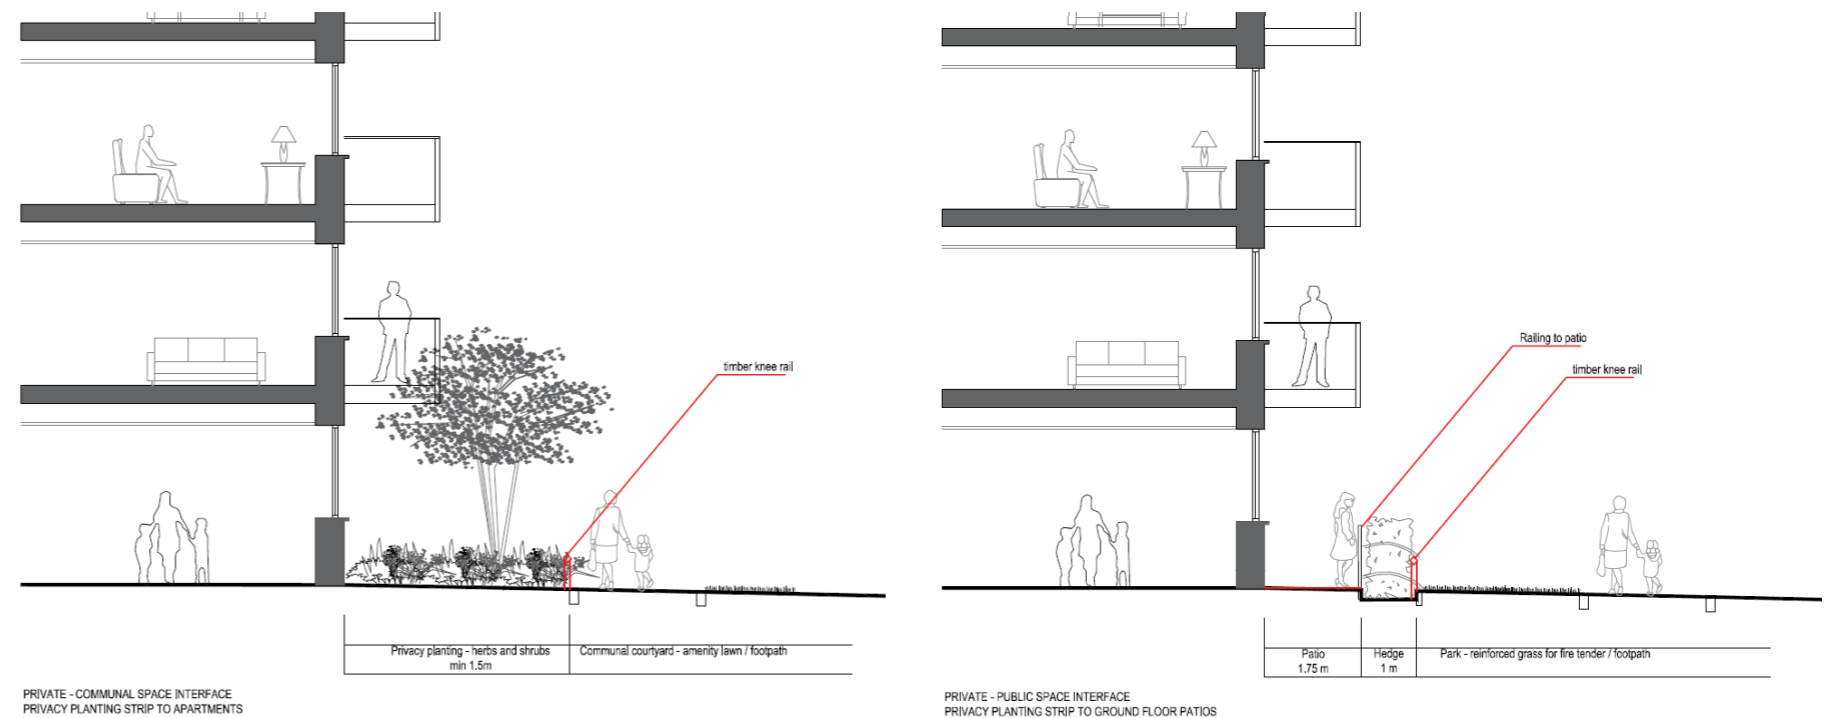 timber knee rail
Privacy planting - herbs and shrubs
min 1.5m
Communal courtyard - amenity lawn / footpath
PRIVATE - COMMUNAL SPACE INTERFACE
PRIVACY PLANTING STRIP TO APARTMENTS
Railing to patio
timber knee rail
Patio
1.75 m
Hedge
1 m
Park - reinforced grass for fire tender / footpath
PRIVATE - PUBLIC SPACE INTERFACE
PRIVACY PLANTING STRIP TO GROUND FLOOR PATIOS